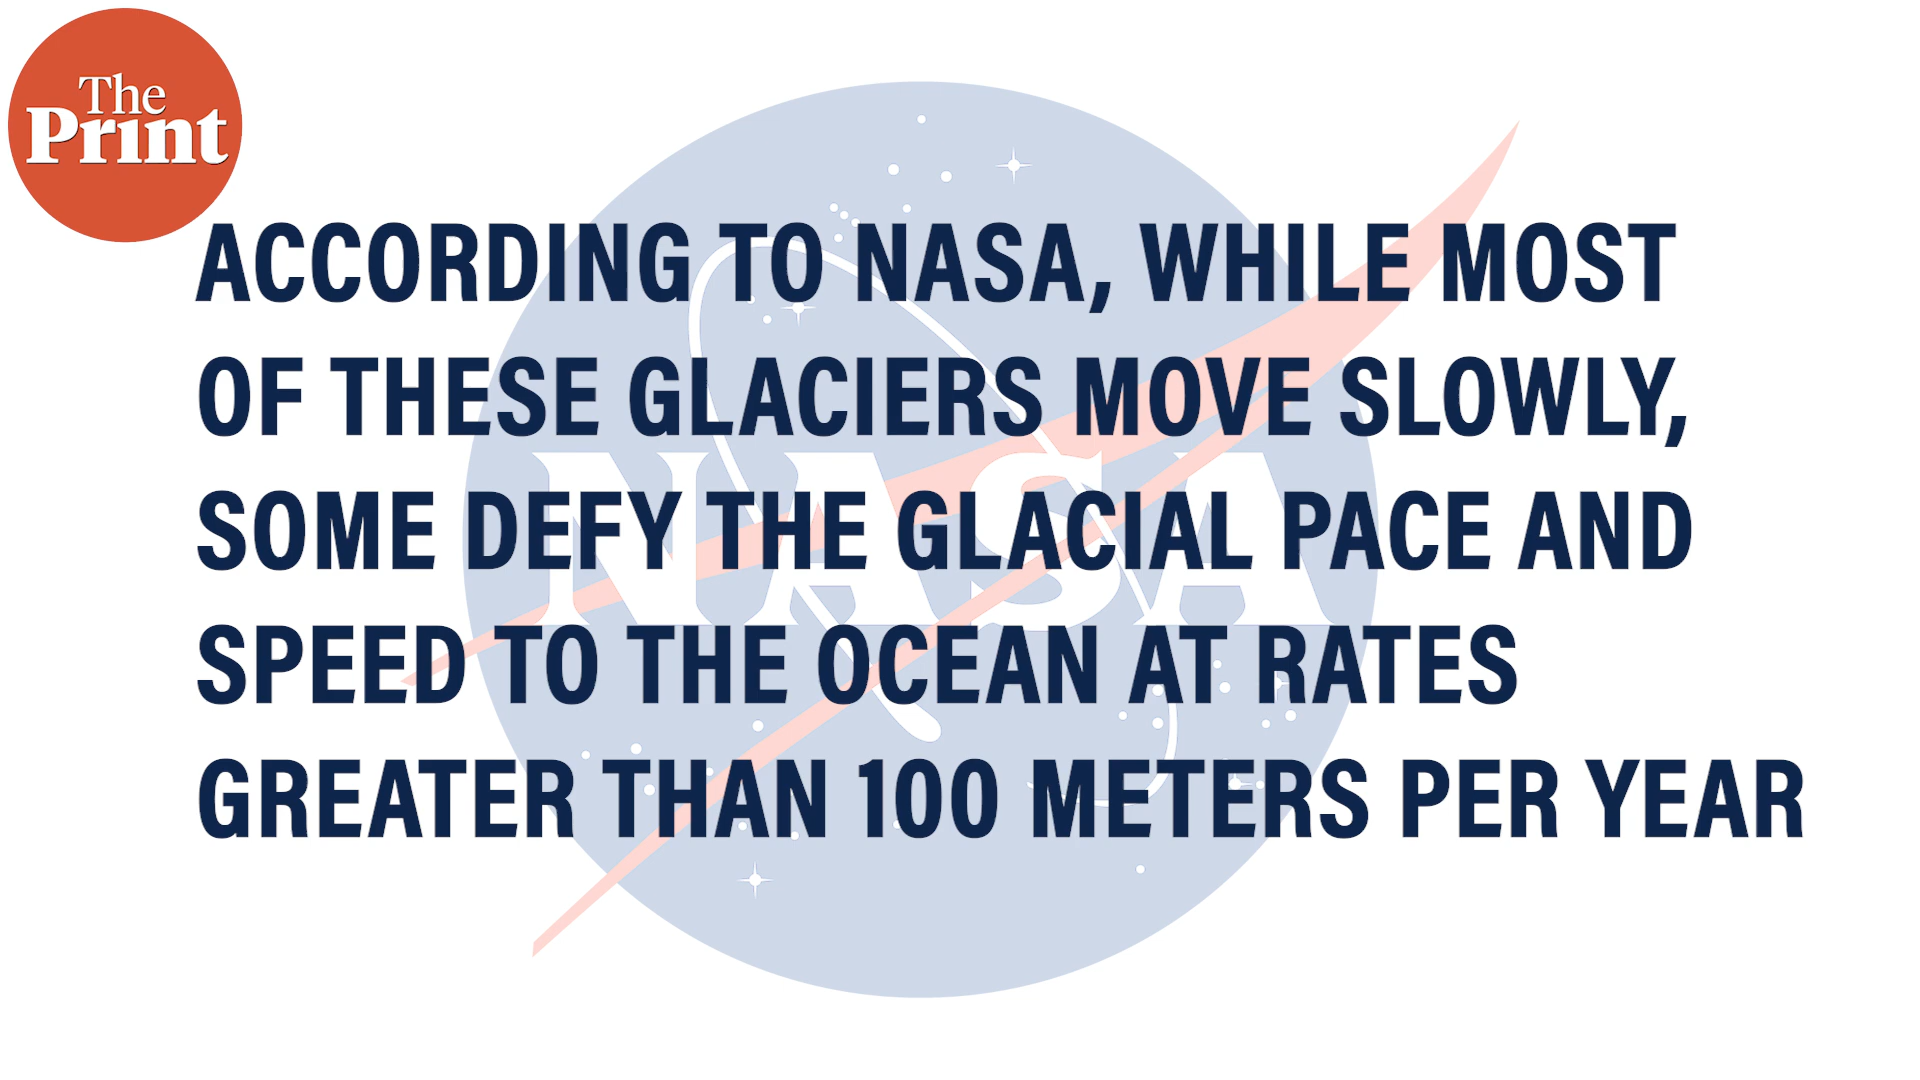 The
Print
ACCORDING TO NASA, WHILE MOST
OF THESE GLACIERS MOVE SLOWLY,
SOME DEFY THE GLACIAL PACE AND
SPEED TO THE OCEAN AT RATES
GREATER THAN 100 METERS PER YEAR
NASA